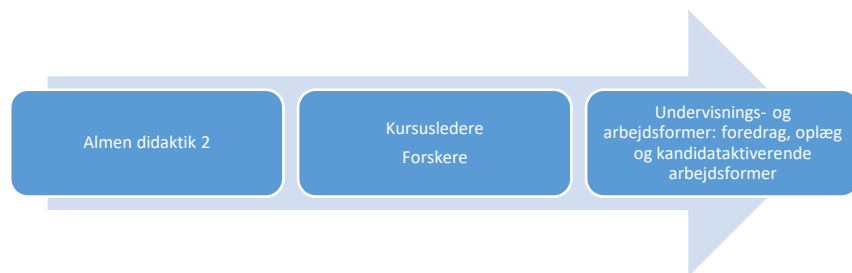 Almen didaktik 2
Kursusledere
Forskere
Undervisnings- og
arbejdsformer: foredrag, oplæg
og kandidataktiverende
arbejdsformer